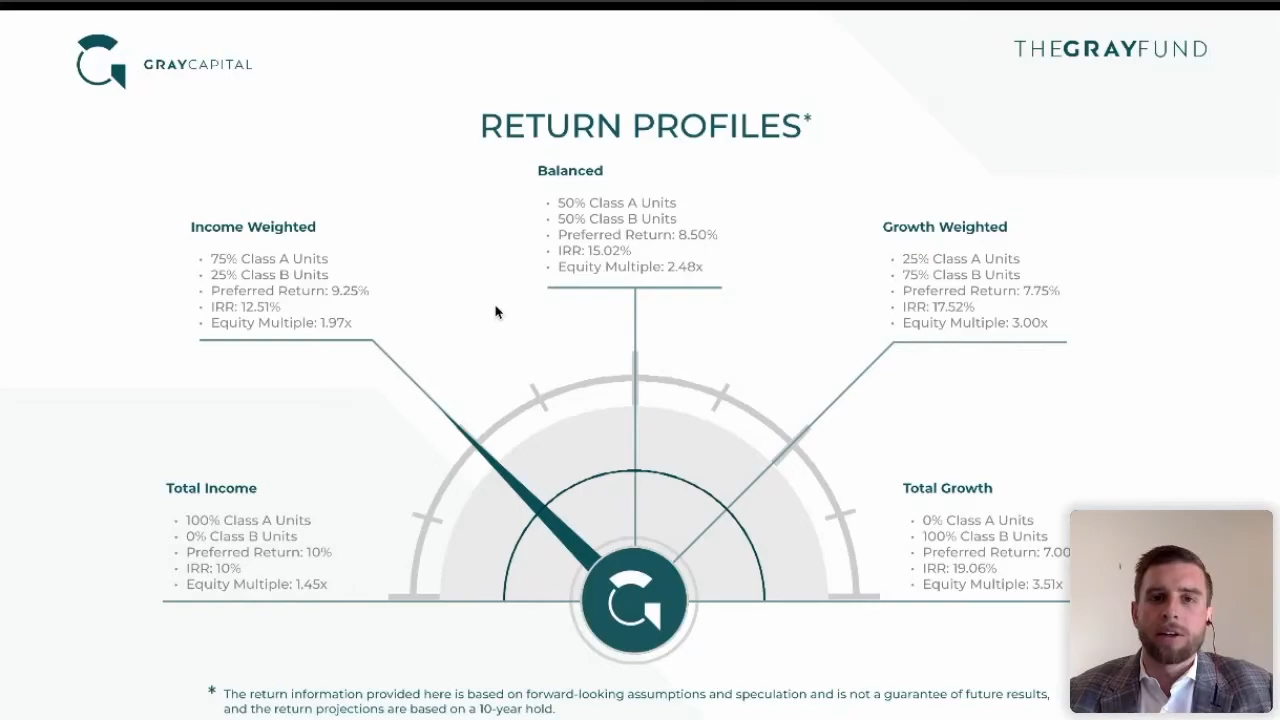 GRAYCAPITAL
THEGRAYFUND
RETURN PROFILES*
Balanced
• 50% Class A Units
• 50% Class B Units
• Preferred Return: 8.50%
• IRR: 15.02%
• Equity Multiple: 2.48x
Income Weighted
• 75% Class A Units
• 25% Class B Units
• Preferred Return: 9.25%
• IRR: 12.51%
• Equity Multiple: 1.97x
Growth Weighted
• 25% Class A Units
• 75% Class B Units
• Preferred Return: 7.75%
• IRR: 17.52%
• Equity Multiple: 3.00x
Total Income
• 100% Class A Units
• 0% Class B Units
• Preferred Return: 10%
• IRR: 10%
• Equity Multiple: 1.45x
Total Growth
• 0% Class A Units
• 100% Class B Units
• Preferred Return: 7.00
• IRR: 19.06%
• Equity Multiple: 3.51x
* The return information provided here is based on forward-looking assumptions and speculation and is not a guarantee of future results,
and the return projections are based on a 10-year hold.